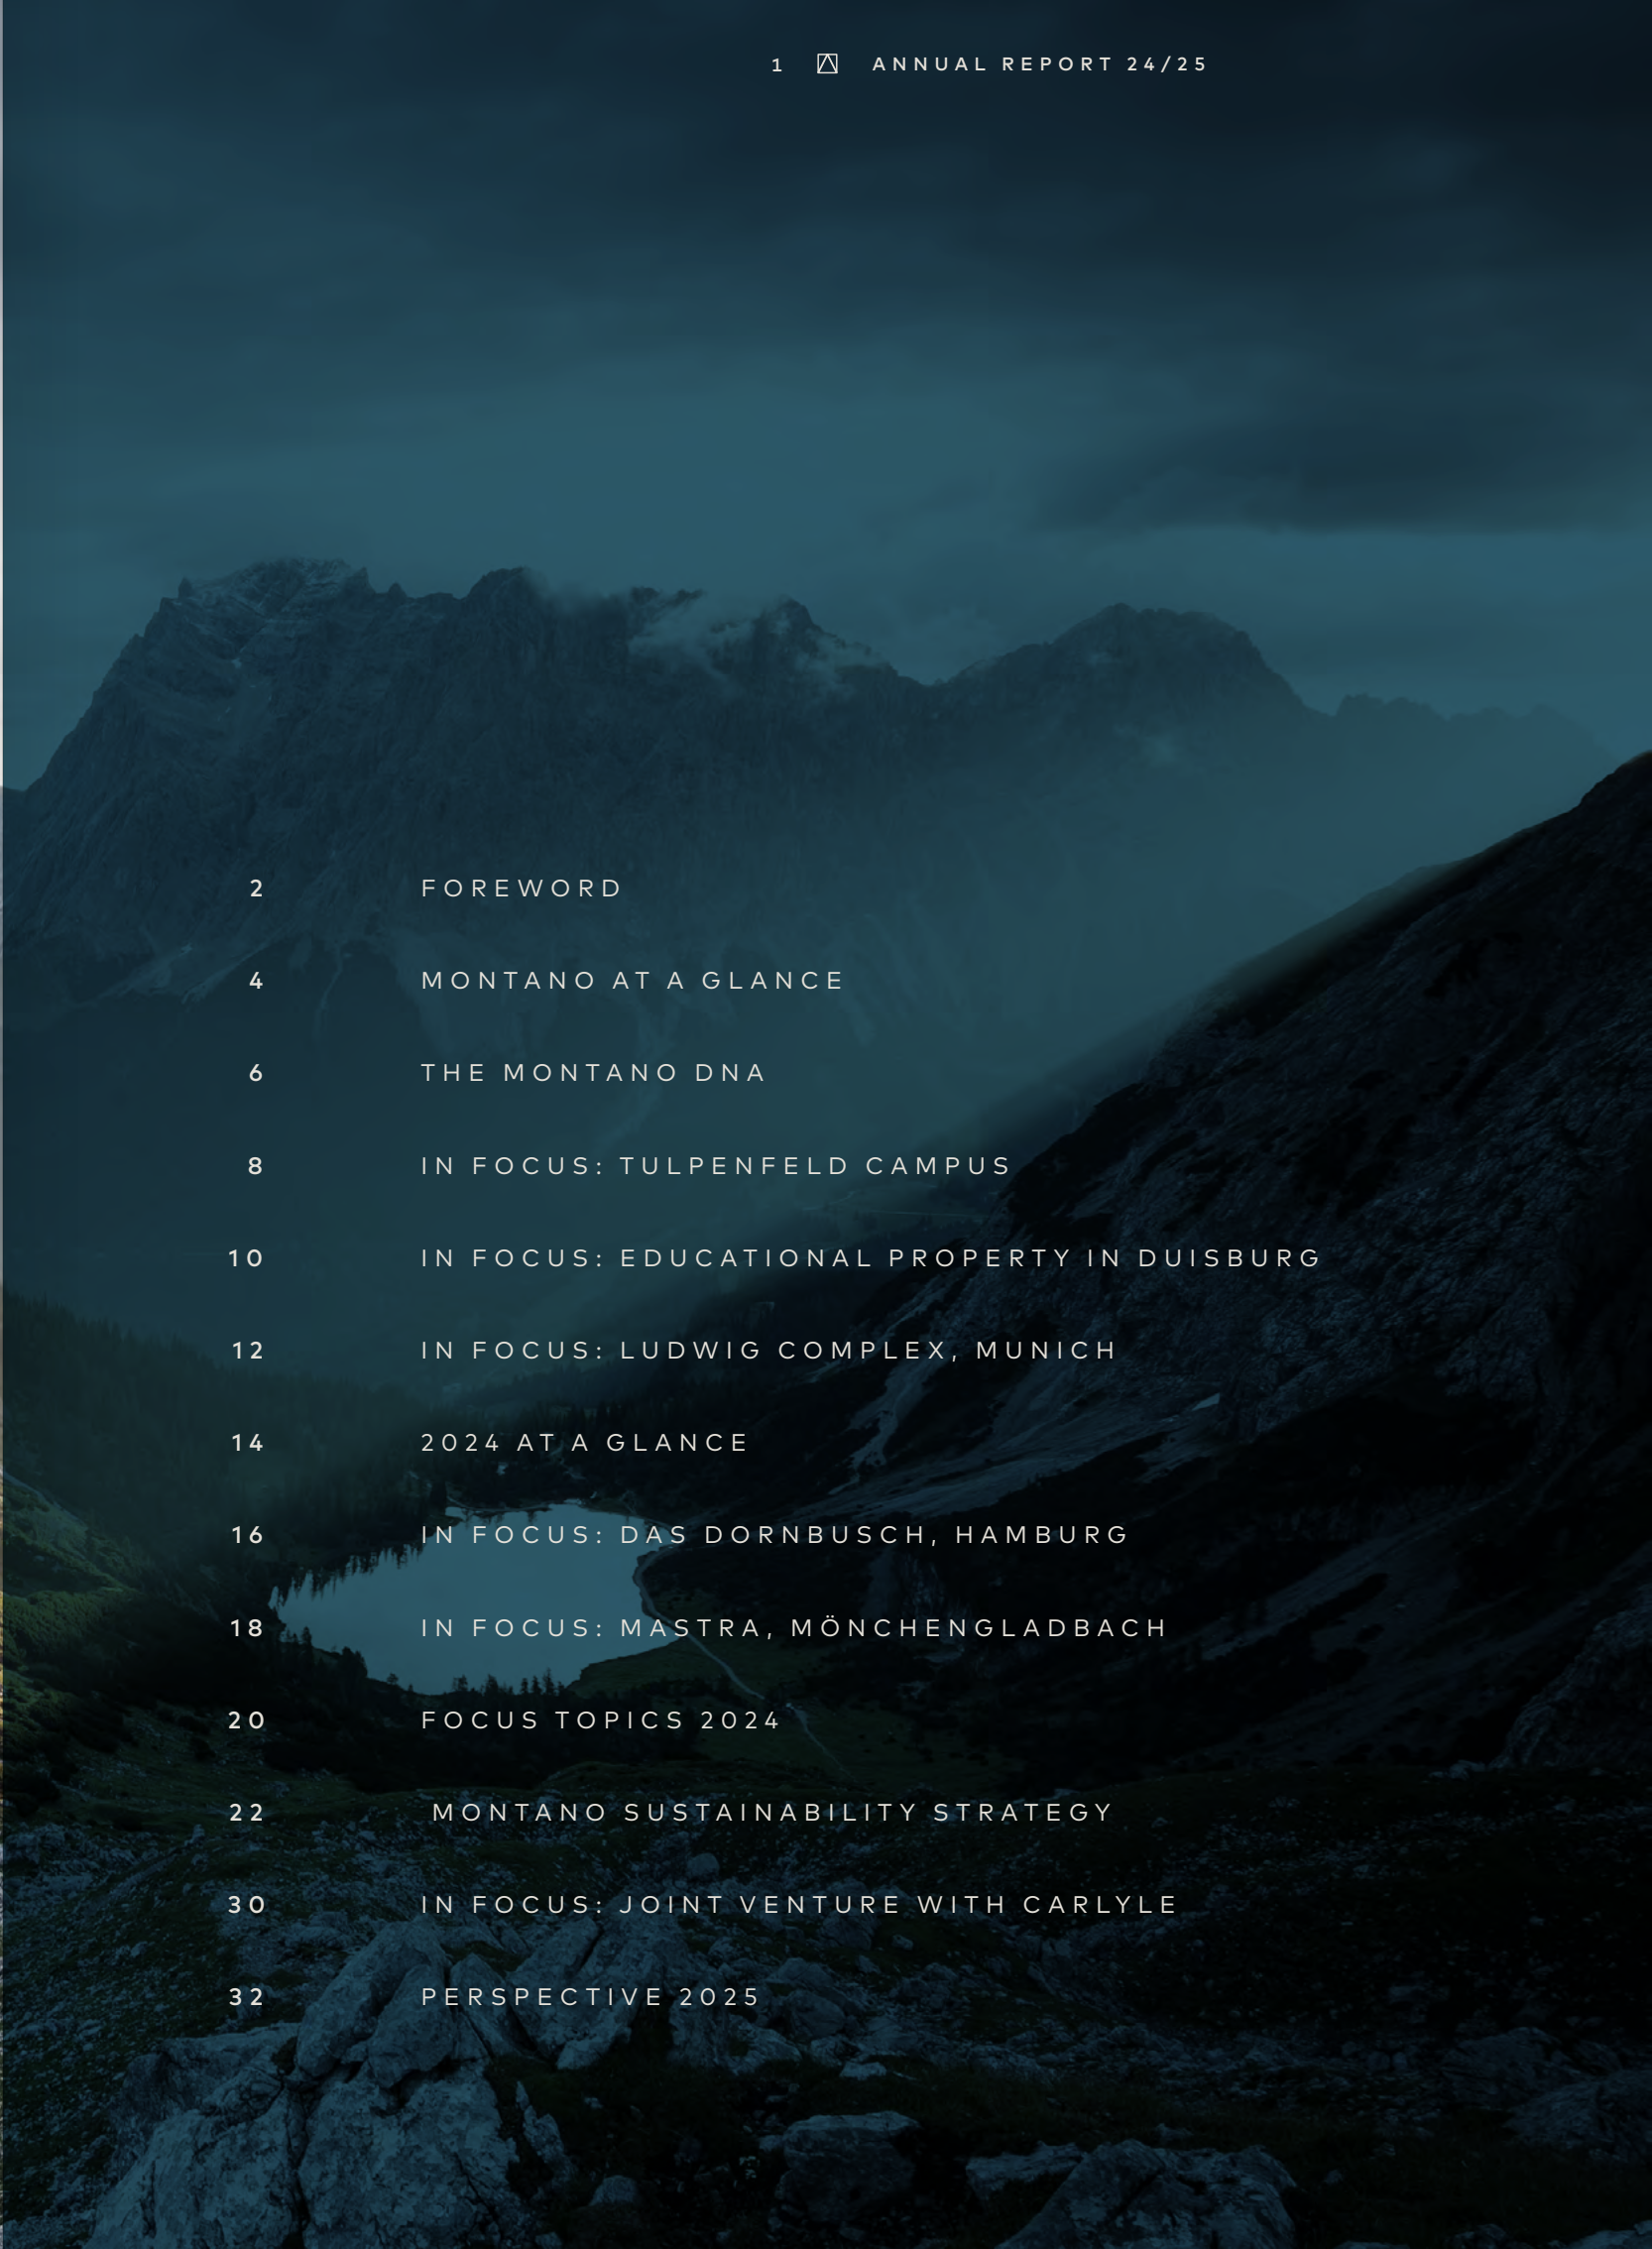 1 ANNUAL REPORT 24/25
2 FOREWORD
4 MONTANO AT A GLANCE
6 THE MONTANO DNA
8 IN FOCUS: TULPENFELD CAMPUS
10 IN FOCUS: EDUCATIONAL PROPERTY IN DUISBURG
12 IN FOCUS: LUDWIG COMPLEX, MUNICH
14 2024 AT A GLANCE
16 IN FOCUS: DAS DORNBUSCH, HAMBURG
18 IN FOCUS: MASTRA, MÖNCHENGLADBACH
20 FOCUS TOPICS 2024
22 MONTANO SUSTAINABILITY STRATEGY
30 IN FOCUS: JOINT VENTURE WITH CARLYLE
32 PERSPECTIVE 2025